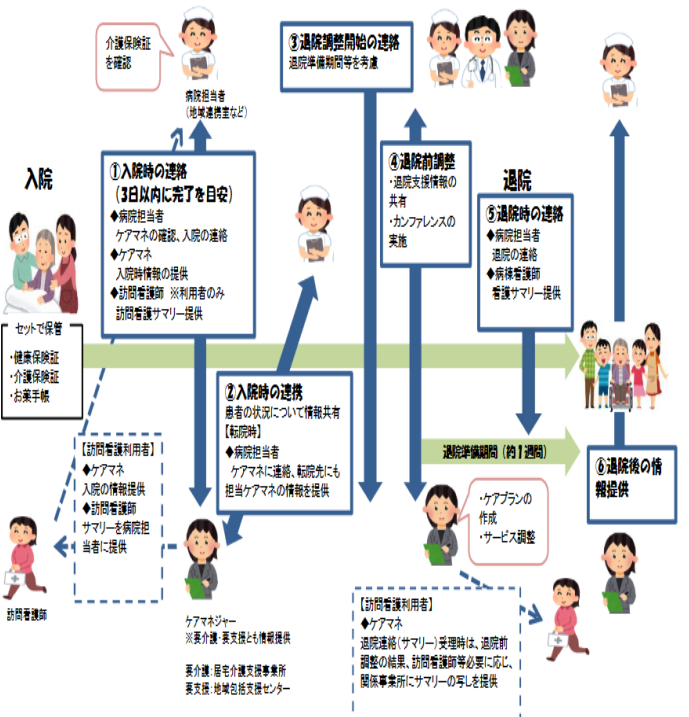 介護保険証
を確認
病院担当者
（地域連携室など）
③退院調整開始の連絡
退院準備期間等を考慮
入院
①入院時の連絡
（3日以内に完了を目安）
◆病院担当者
ケアマネの確認、入院の連絡
◆ケアマネ
入院時情報の提供
◆訪問看護師 ※利用者のみ
訪問看護サマリー提供
④退院前調整
・退院支援情報の
共有
・カンファレンスの
実施
退院
⑤退院時の連絡
◆病院担当者
退院の連絡
◆病棟看護師
看護サマリー提供
セットで保管
・健康保険証
・介護保険証
・お薬手帳
②入院時の連携
患者の状況について情報共有
【転院時】
◆病院担当者
ケアマネに連絡、転院先にも
担当ケアマネの情報を提供
退院準備期間（約1週間）
⑥退院後の情
報提供
【訪問看護利用者】
◆ケアマネ
入院の情報提供
◆訪問看護師
サマリーを病院担
当者に提供
・ケアプランの
作成
・サービス調整
訪問看護師
ケアマネジャー
※要介護・要支援とも情報提供
要介護：居宅介護支援事業所
要支援：地域包括支援センター
【訪問看護利用者】
◆ケアマネ
退院連絡（サマリー）受理時は、退院前
調整の結果、訪問看護師等必要に応じ、
関係事業所にサマリーの写しを提供